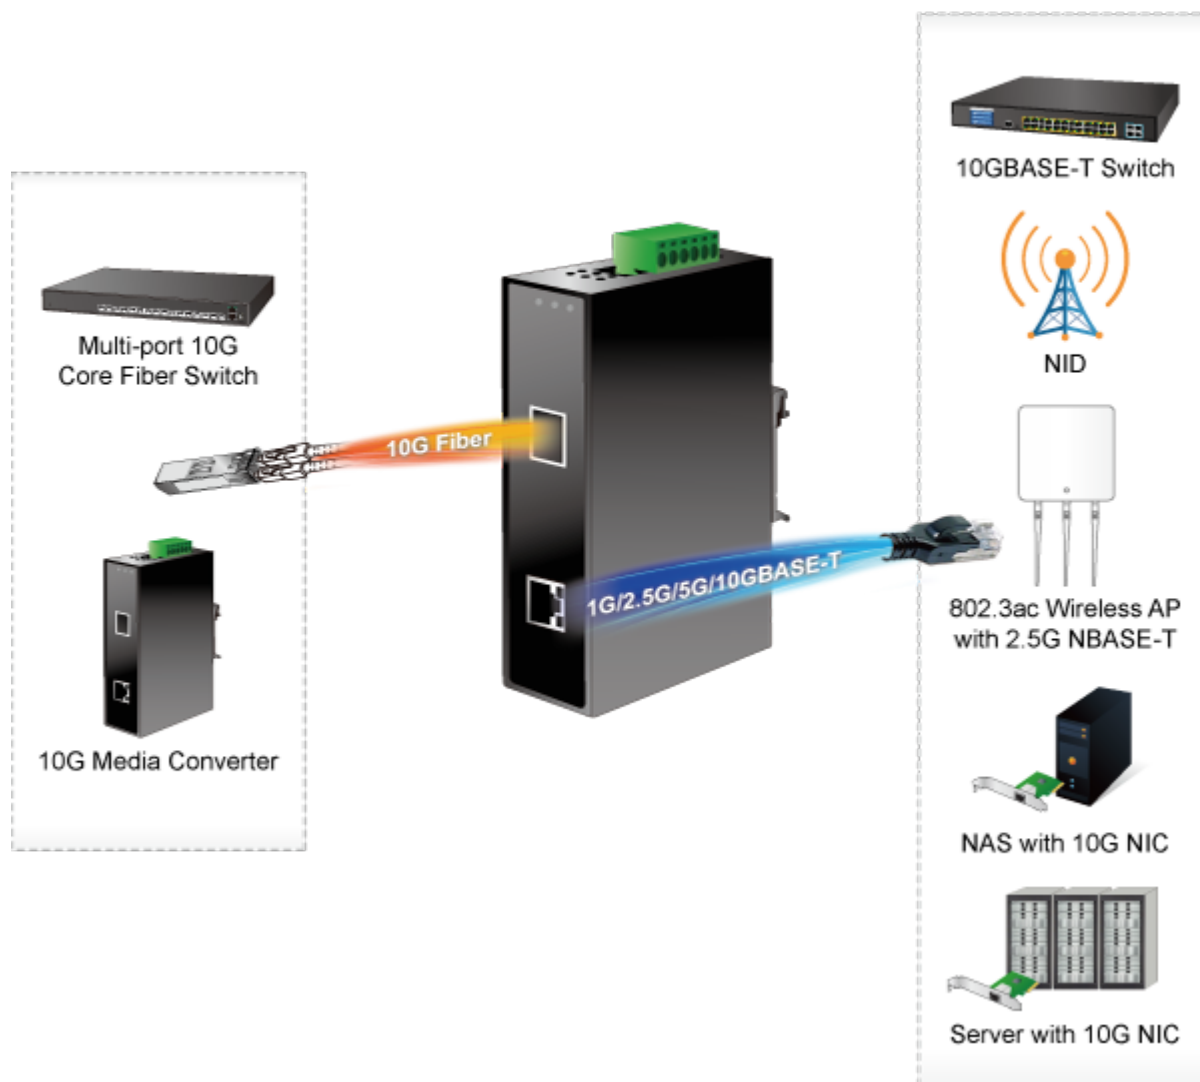 Multi-port 10G
Core Fiber Switch
10G Media Converter
10G Fiber
1G/2.5G/5G/10GBASE-T
10GBASE-T Switch
NID
802.3ac Wireless AP
with 2.5G NBASE-T
NAS with 10G NIC
Server with 10G NIC